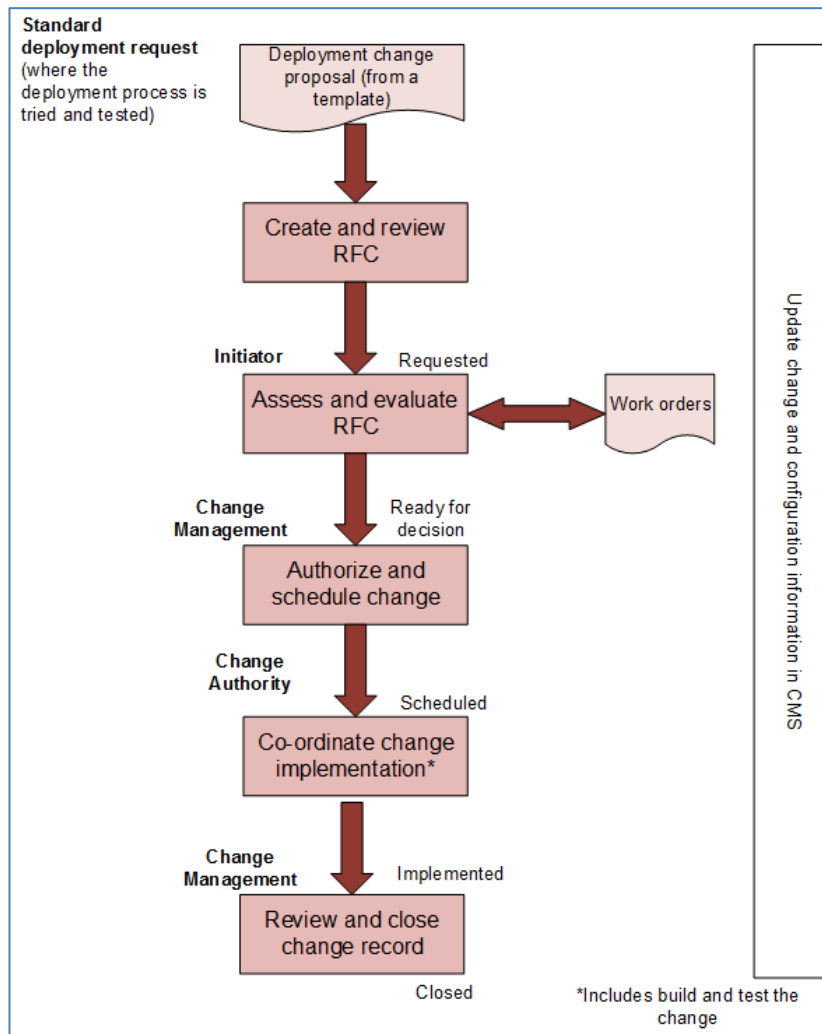 Standard
deployment request
(where the
deployment process is
tried and tested)
Deployment change
proposal (from a
template)
Create and review
RFC
Initiator
Requested
Assess and evaluate
RFC
Work orders
Change
Management
Ready for
decision
Authorize and
schedule change
Change
Authority
Scheduled
Co-ordinate change
implementation*
Change
Management
Implemented
Review and close
change record
Closed
*Includes build and test the
change
Update change and configuration information in CMS